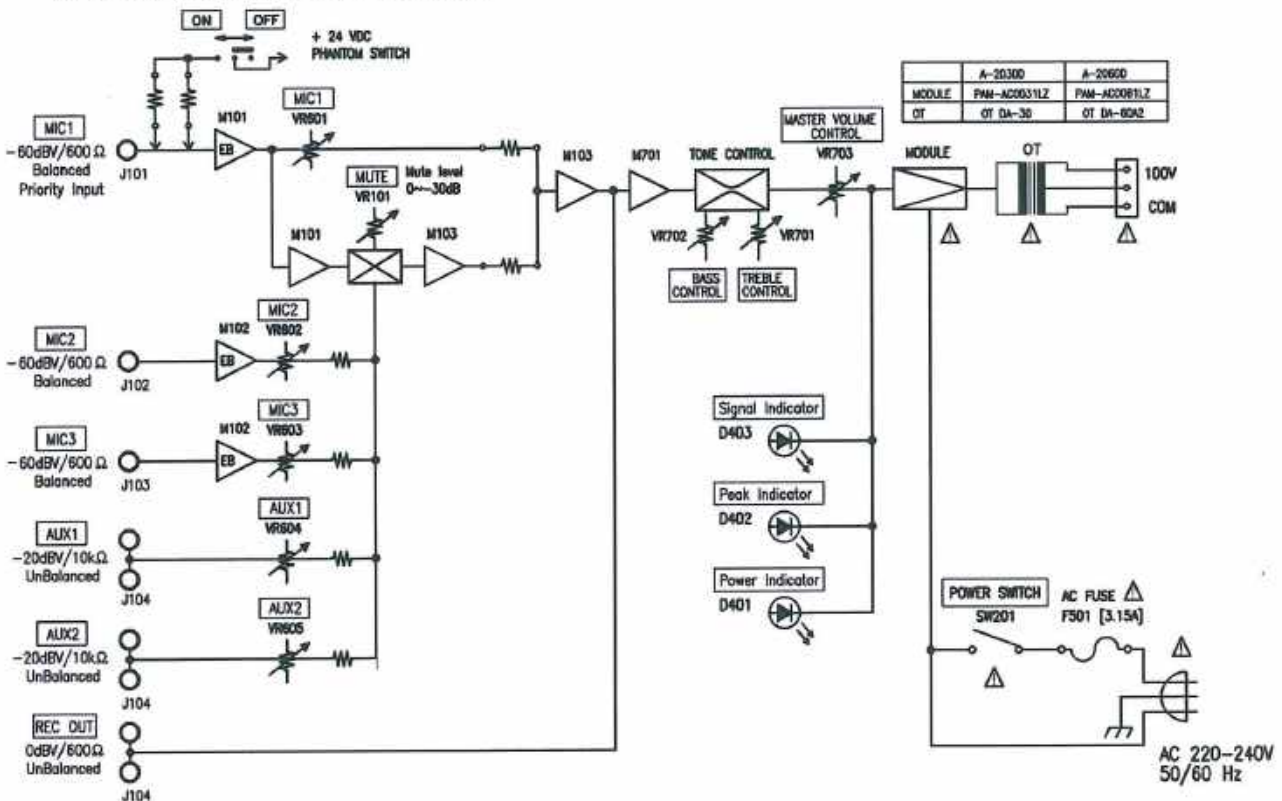 ON OFF
+ 24 VDC
PHANTOM SWITCH
A-2030D A-2060D
MODULE PAM-AC0031LZ PAM-AC0061LZ
OT OT DA-30 OT DA-60A2
MIC1
-60dBV/600Ω
Balanced
Priority Input
J101
M101
EB
MIC1
VR601
MUTE
VR101
Mute level
0~-30dB
M101
M103
M103
M701
TONE CONTROL
VR702
VR701
BASS
CONTROL
TREBLE
CONTROL
MASTER VOLUME
CONTROL
VR703
MODULE
OT
100V
COM
MIC2
-60dBV/600Ω
Balanced
J102
M102
EB
MIC2
VR602
MIC3
-60dBV/600Ω
Balanced
J103
M102
EB
MIC3
VR603
AUX1
-20dBV/10kΩ
UnBalanced
J104
AUX1
VR604
AUX2
-20dBV/10kΩ
UnBalanced
J104
AUX2
VR605
REC OUT
0dBV/600Ω
UnBalanced
J104
Signal Indicator
D403
Peak Indicator
D402
Power Indicator
D401
POWER SWITCH
SW201
AC FUSE
F501 [3.15A]
AC 220-240V
50/60 Hz